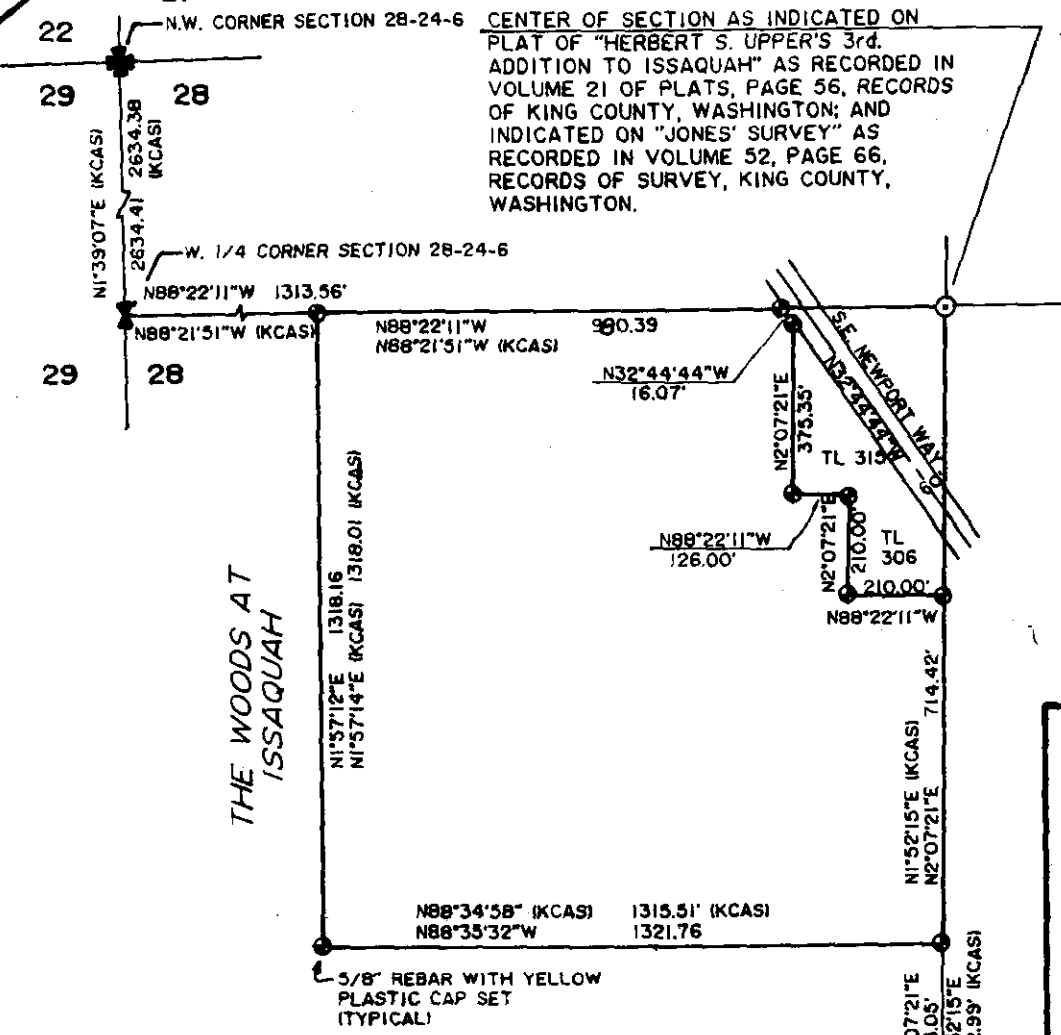 22
N.W. CORNER SECTION 28-24-6
29 28
N1°39'07"E (KCAS)
2634.41 2634.38
(KCAS)
CENTER OF SECTION AS INDICATED ON
PLAT OF "HERBERT S. UPPER'S 3rd.
ADDITION TO ISSAQUAH" AS RECORDED IN
VOLUME 21 OF PLATS, PAGE 56, RECORDS
OF KING COUNTY, WASHINGTON; AND
INDICATED ON "JONES' SURVEY" AS
RECORDED IN VOLUME 52, PAGE 66,
RECORDS OF SURVEY, KING COUNTY,
WASHINGTON.
W. 1/4 CORNER SECTION 28-24-6
N88°22'11"W 1313.56'
N88°21'51"W (KCAS)
29 28
N88°22'11"W 980.39
N88°21'51"W (KCAS)
N32°44'44"W
16.07'
S.E. NEWPORT WAY
N32°44'44"W
N2°07'21"E
375.35'
TL 315
N88°22'11"W
126.00'
N2°07'21"E
210.00'
TL
306
210.00'
N88°22'11"W
THE WOODS AT
ISSAQUAH
N1°57'12"E 1318.16
N1°57'14"E (KCAS) 1318.01 (KCAS)
N1°52'15"E (KCAS)
N2°07'21"E 714.42'
N88°34'58" (KCAS) 1315.51' (KCAS)
N88°35'32"W 1321.76
5/8" REBAR WITH YELLOW
PLASTIC CAP SET
(TYPICAL)
07'21"E
.05'
2'15"E
.99' (KCAS)